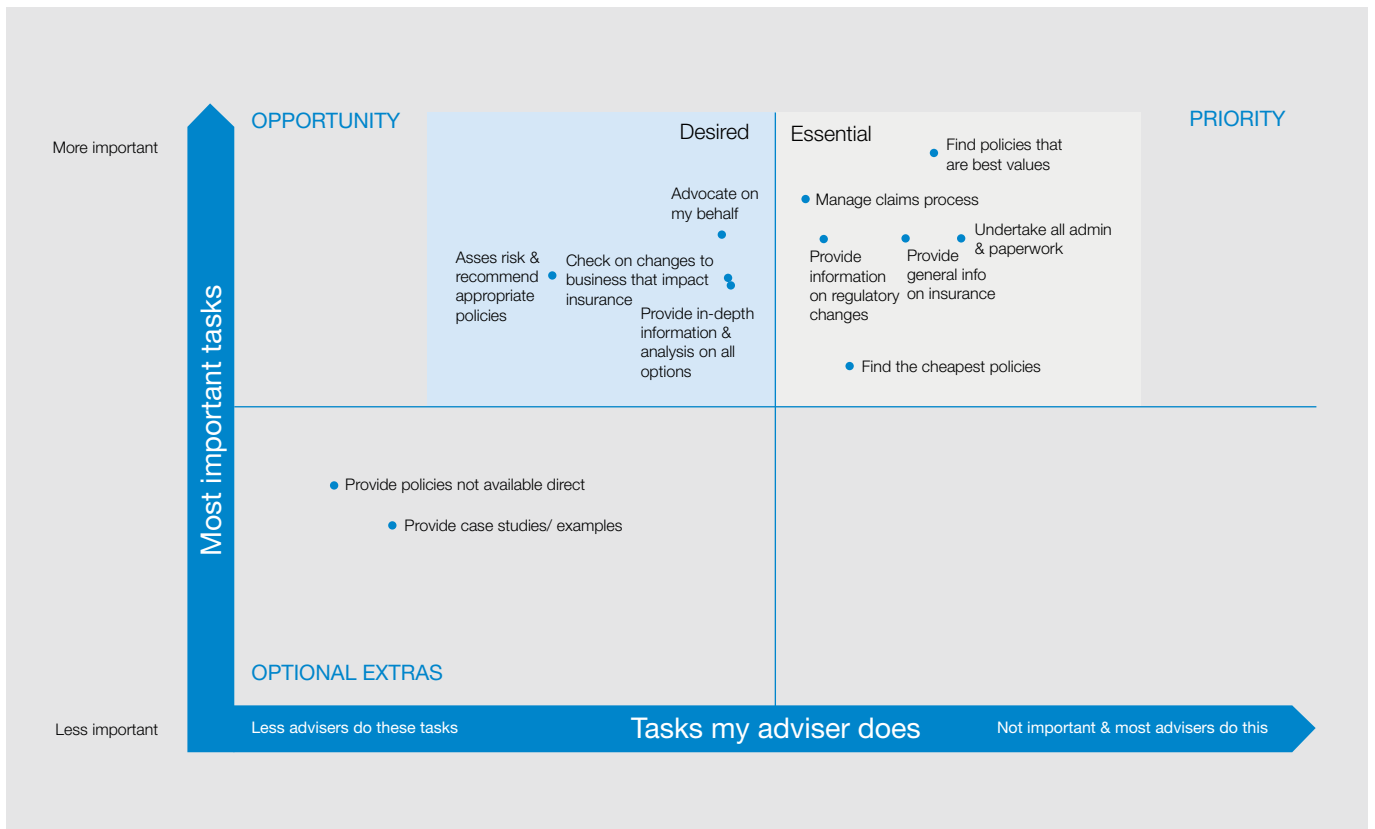 OPPORTUNITY
PRIORITY
Desired
Essential
More important
Find policies that
are best values
Advocate on
my behalf
Manage claims process
Undertake all admin
& paperwork
Asses risk &
recommend
appropriate
policies
Check on changes to
business that impact
insurance
Provide in-depth
information &
analysis on all
options
Provide
information
on regulatory
changes
Provide
general info
on insurance
Find the cheapest policies
Most important tasks
Provide policies not available direct
Provide case studies/ examples
OPTIONAL EXTRAS
Less important
Less advisers do these tasks
Tasks my adviser does
Not important & most advisers do this